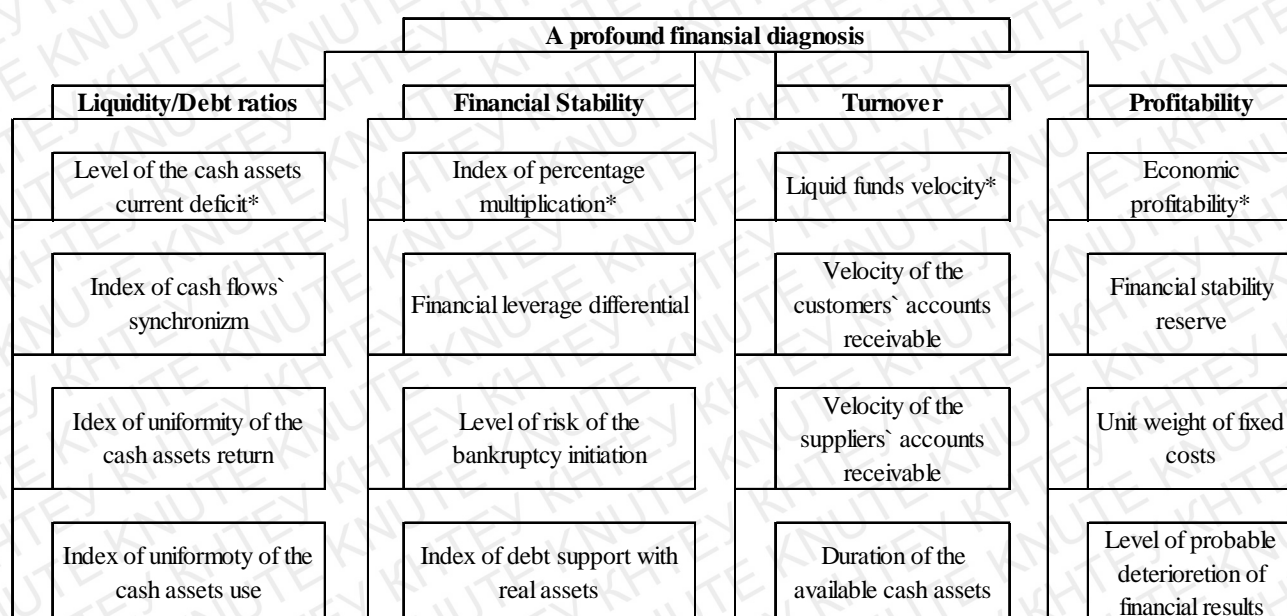 A profound finansial diagnosis
Liquidity/Debt ratios
Financial Stability
Turnover
Profitability
Level of the cash assets
current deficit*
Index of percentage
multiplication*
Liquid funds velocity*
Economic
profitability*
Index of cash flows`
synchronizm
Financial leverage differential
Velocity of the
customers` accounts
receivable
Financial stability
reserve
Idex of uniformity of the
cash assets return
Level of risk of the
bankruptcy initiation
Velocity of the
suppliers` accounts
receivable
Unit weight of fixed
costs
Index of uniformoty of the
cash assets use
Index of debt support with
real assets
Duration of the
available cash assets
Level of probable
deterioretion of
financial results